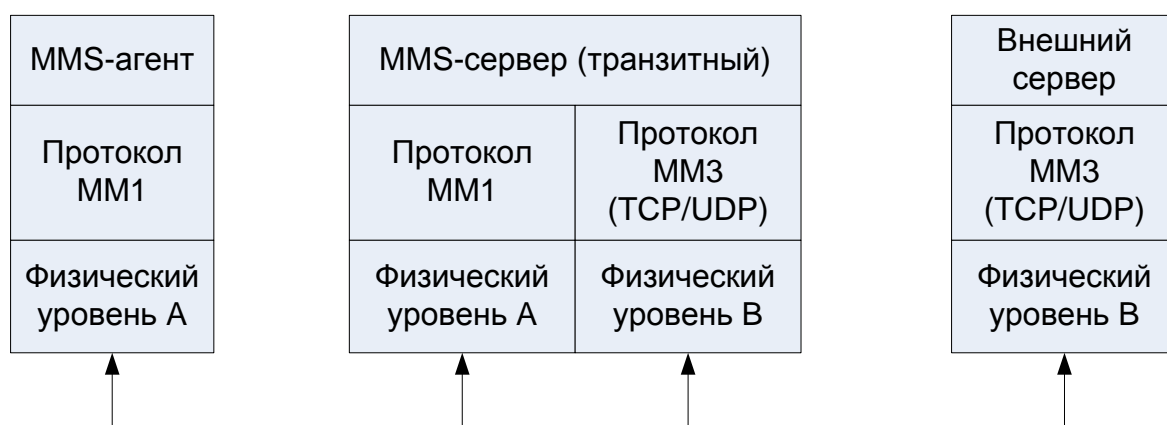 MMS-агент
Протокол
MM1
Физический
уровень A
MMS-сервер (транзитный)
Протокол
MM1
Протокол
MM3
(TCP/UDP)
Физический
уровень A
Физический
уровень B
Внешний
сервер
Протокол
MM3
(TCP/UDP)
Физический
уровень B